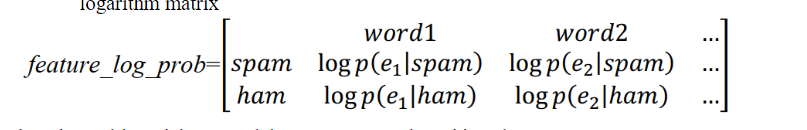 logarithm matrix
word1 word2 ...
feature_log_prob= spam log p(e₁|spam) log p(e₂|spam) ...
ham log p(e₁|ham) log p(e₂|ham) ...